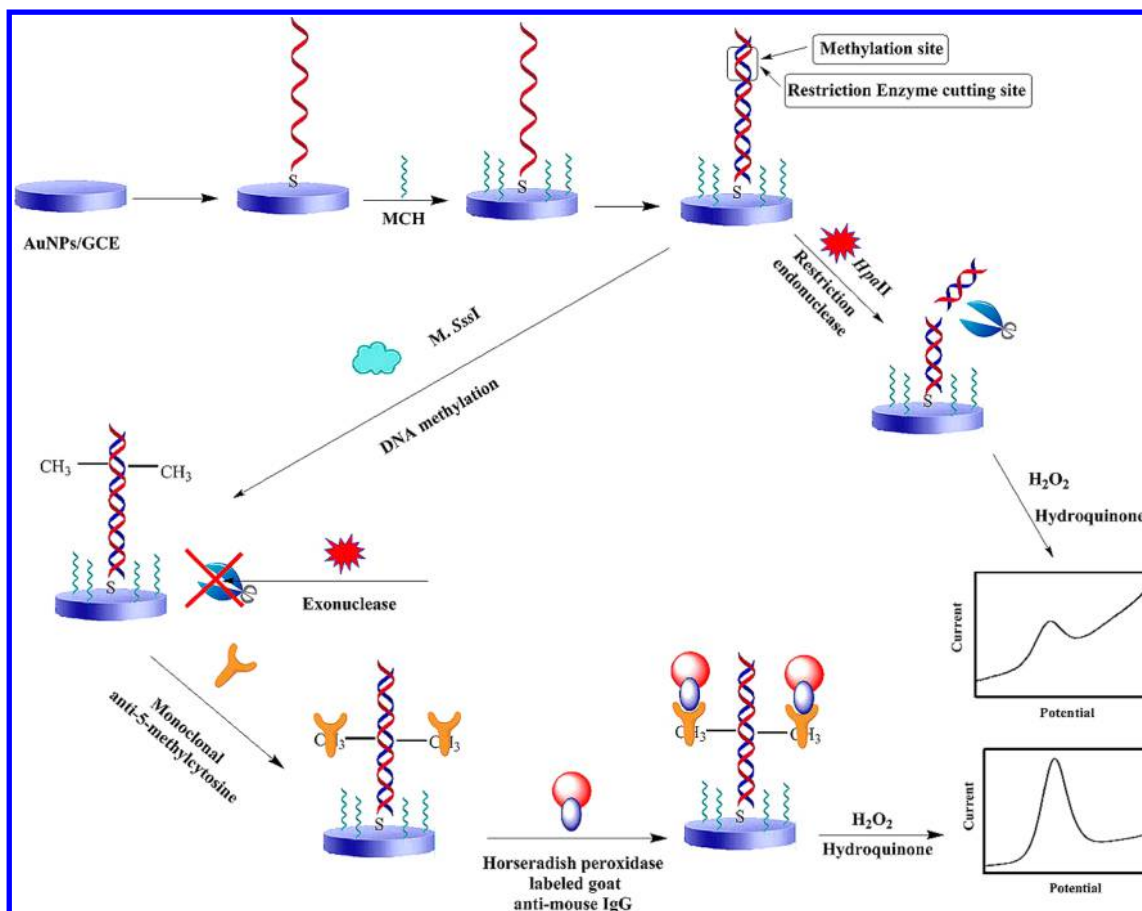 Methylation site
Restriction Enzyme cutting site
S
S
S
MCH
AuNPs/GCE
HpaII
Restriction
endonuclease
M. SssI
DNA methylation
S
CH3
CH3
H2O2
Hydroquinone
S
Exonuclease
Monoclonal
anti-5-methylcytosine
CH3
CH3
S
Horseradish peroxidase
labeled goat
anti-mouse IgG
CH3
CH3
S
H2O2
Hydroquinone
Current
Potential
Current
Potential